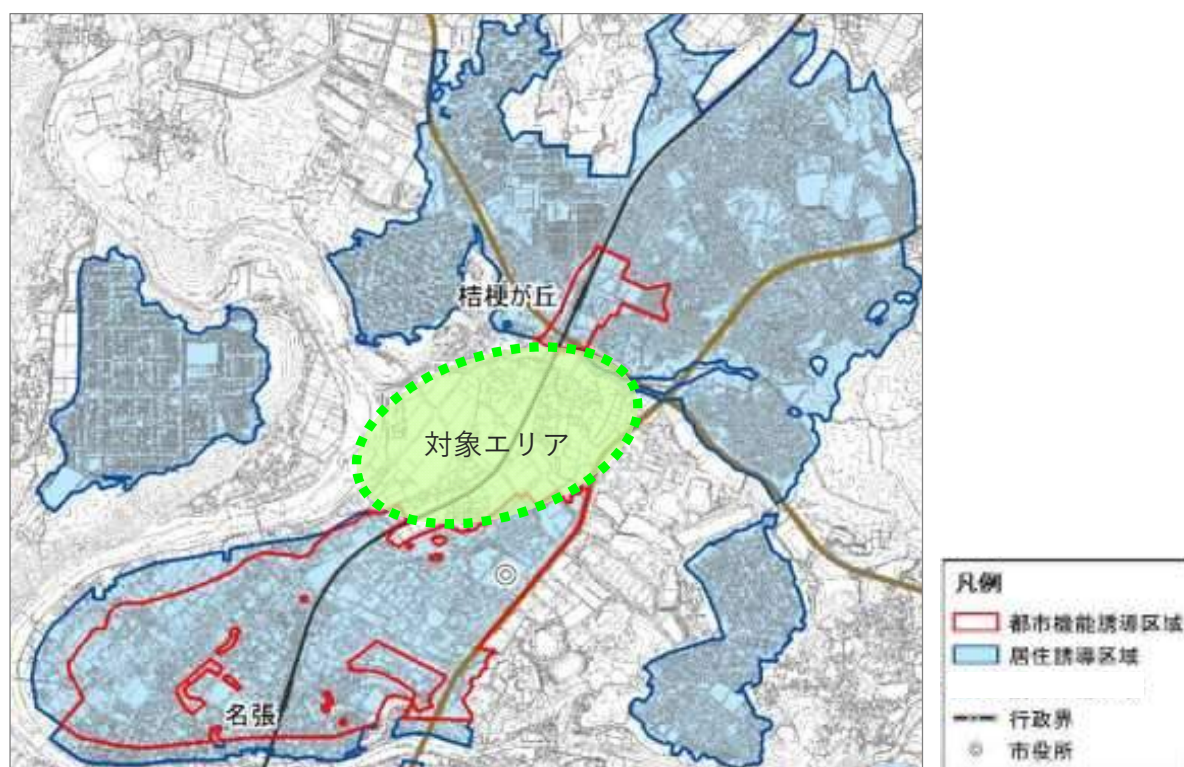 桔梗が丘
対象エリア
名張
凡例
都市機能誘導区域
居住誘導区域
行政界
市役所